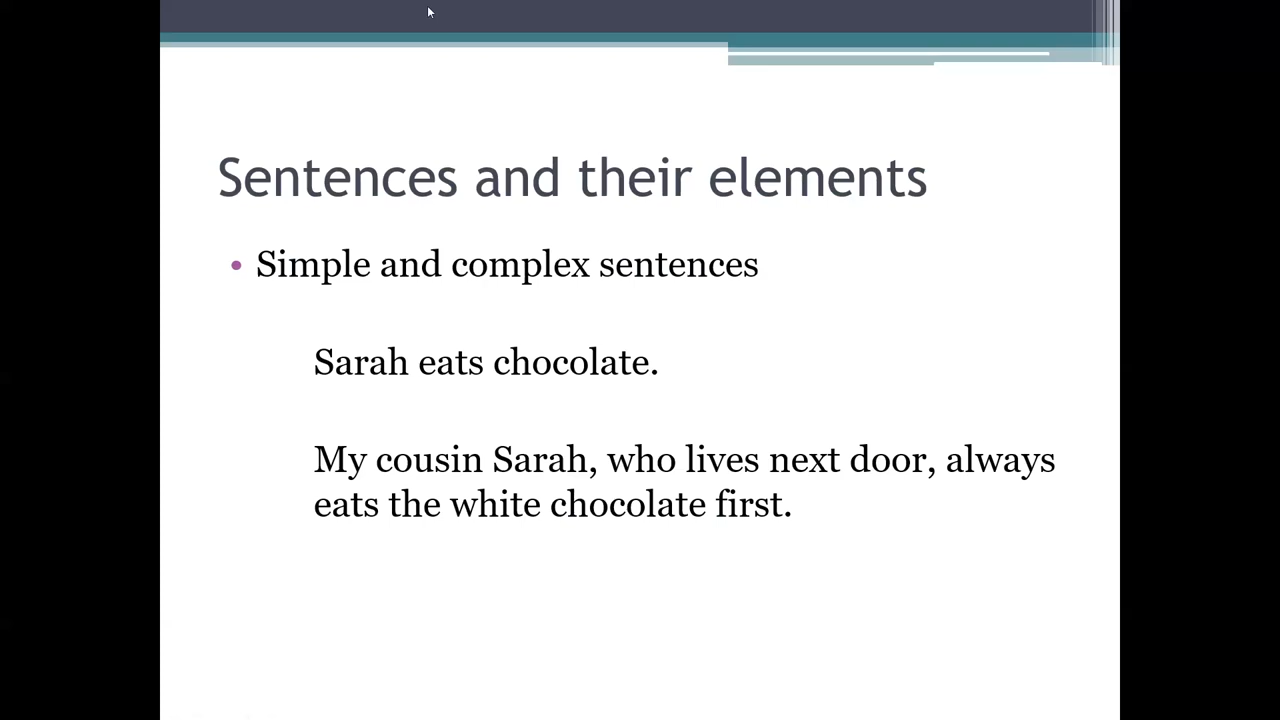 Sentences and their elements
• Simple and complex sentences
Sarah eats chocolate.
My cousin Sarah, who lives next door, always
eats the white chocolate first.